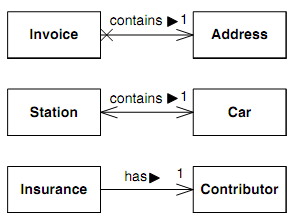 contains ▶ 1
Invoice Address
contains ▶ 1
Station Car
has ▶ 1
Insurance Contributor